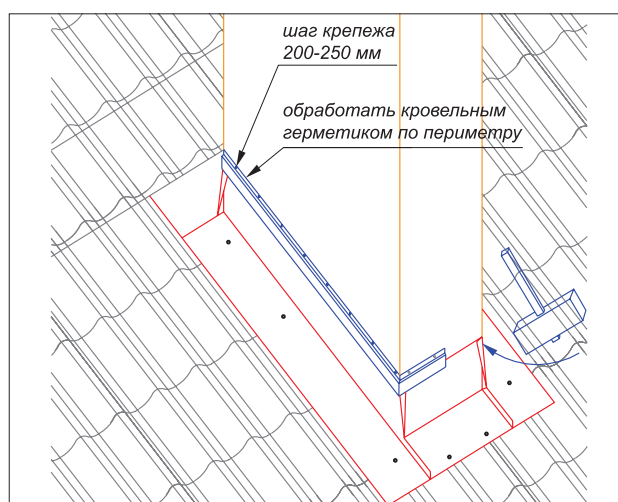 шаг крепежа
200-250 мм
обработать кровельным
герметиком по периметру